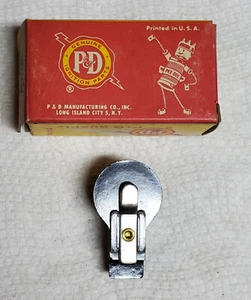 Printed in U.S.A.
GENUINE
P&D
IGNITION PARTS
®
P & D MANUFACTURING CO., INC.
LONG ISLAND CITY 5, N.Y.